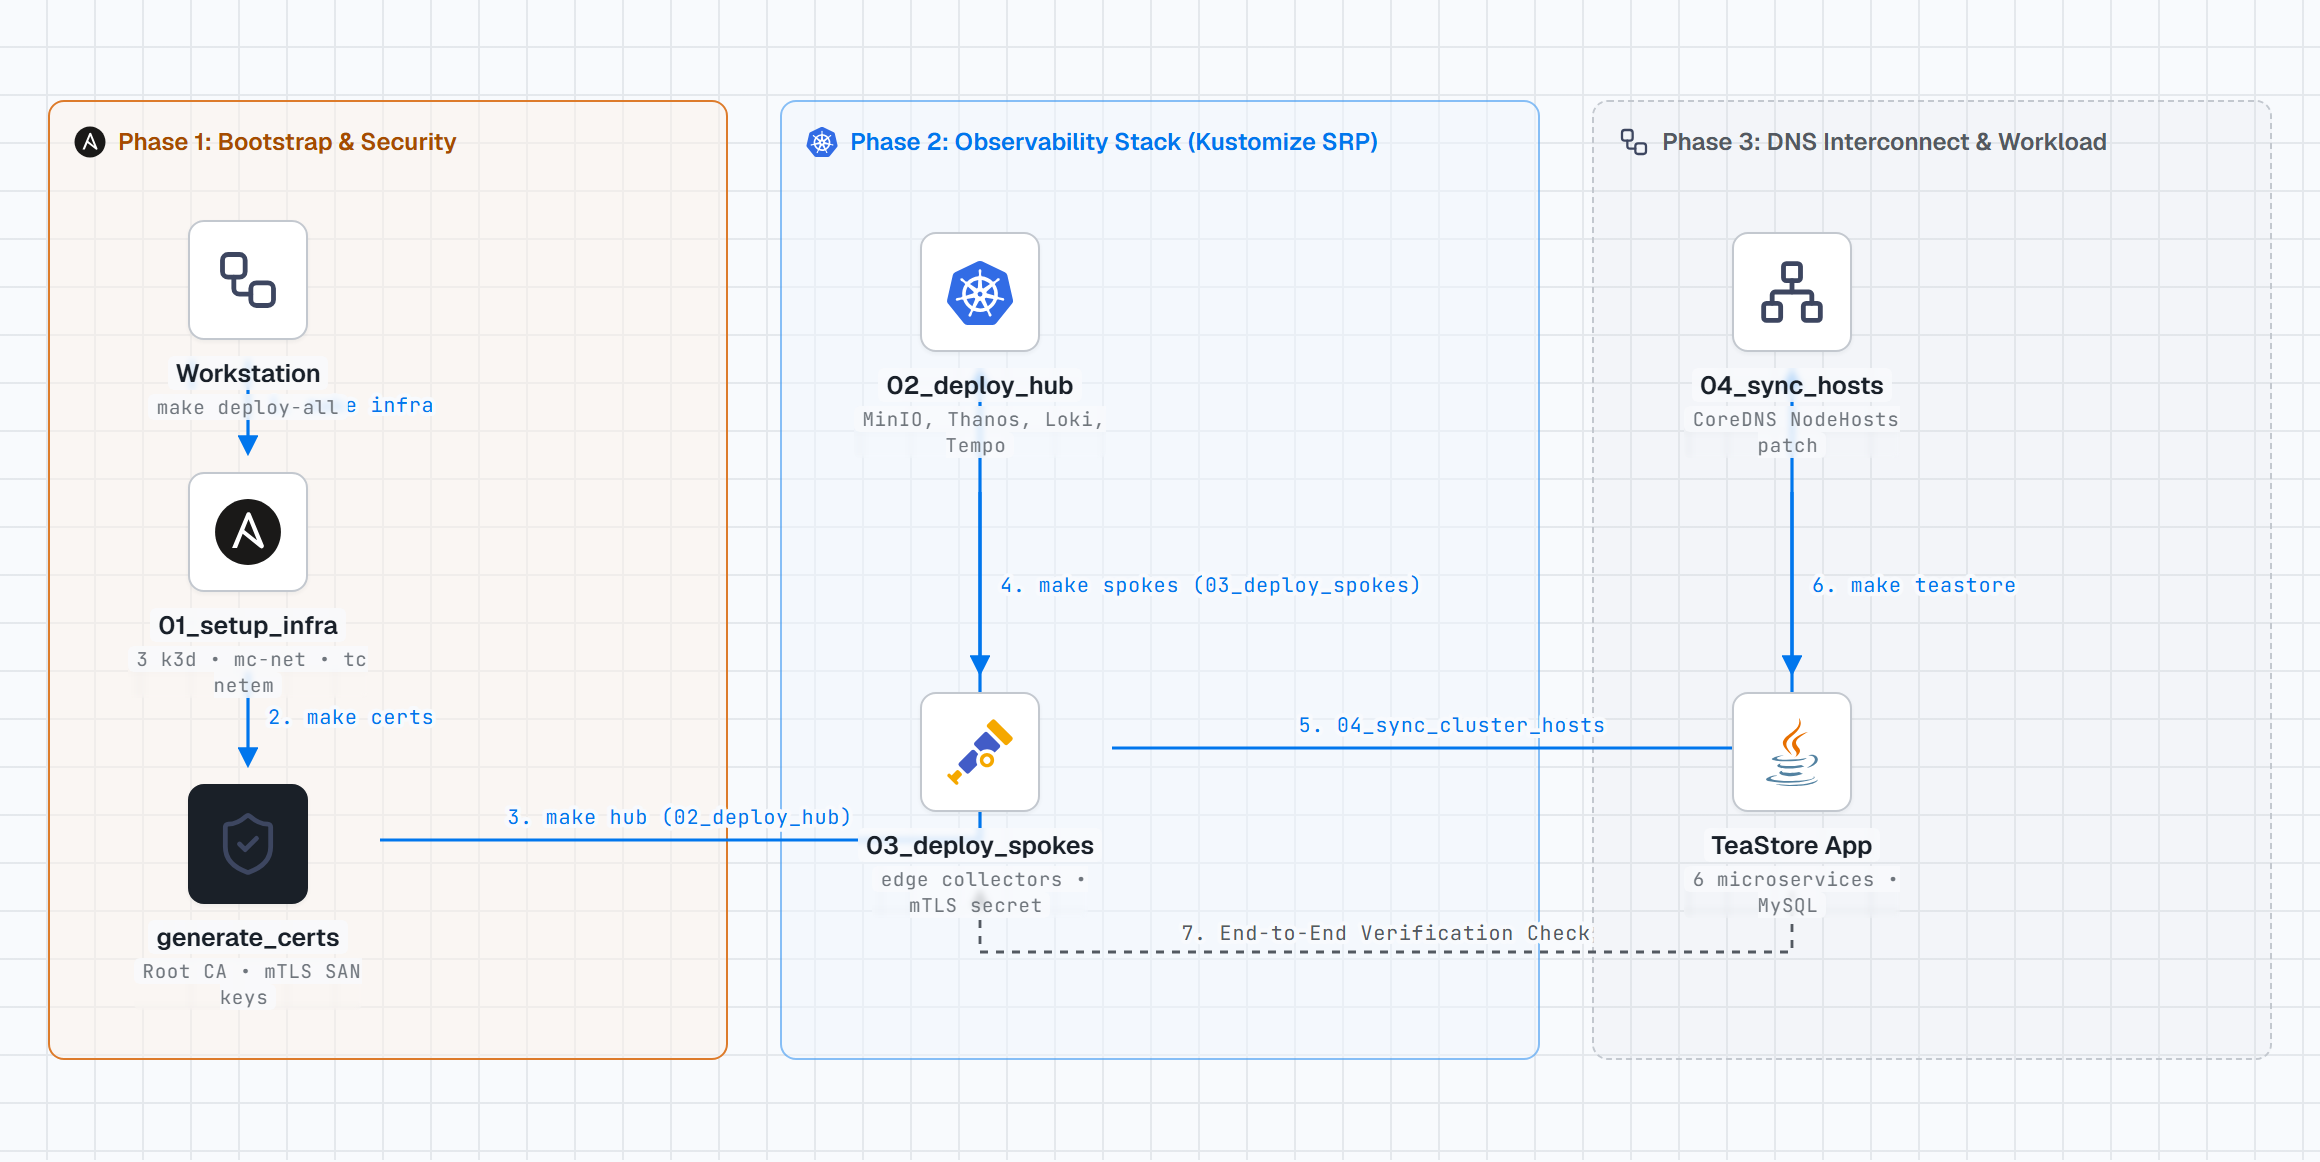 Phase 1: Bootstrap & Security
Workstation
make deploy-all
e infra
01_setup_infra
3 k3d • mc-net • tc
netem
2. make certs
generate_certs
Root CA • mTLS SAN
keys
3. make hub (02_deploy_hub)
Phase 2: Observability Stack (Kustomize SRP)
02_deploy_hub
MinIO, Thanos, Loki,
Tempo
4. make spokes (03_deploy_spokes)
03_deploy_spokes
edge collectors •
mTLS secret
5. 04_sync_cluster_hosts
7. End-to-End Verification Check
Phase 3: DNS Interconnect & Workload
04_sync_hosts
CoreDNS NodeHosts
patch
6. make teastore
TeaStore App
6 microservices •
MySQL